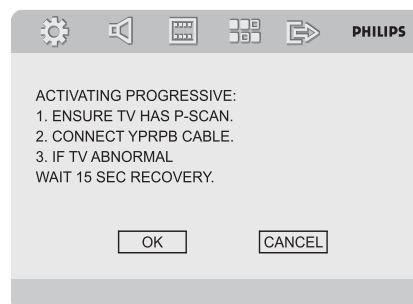 PHILIPS
ACTIVATING PROGRESSIVE:
1. ENSURE TV HAS P-SCAN.
2. CONNECT YPRPB CABLE.
3. IF TV ABNORMAL
WAIT 15 SEC RECOVERY.
OK CANCEL